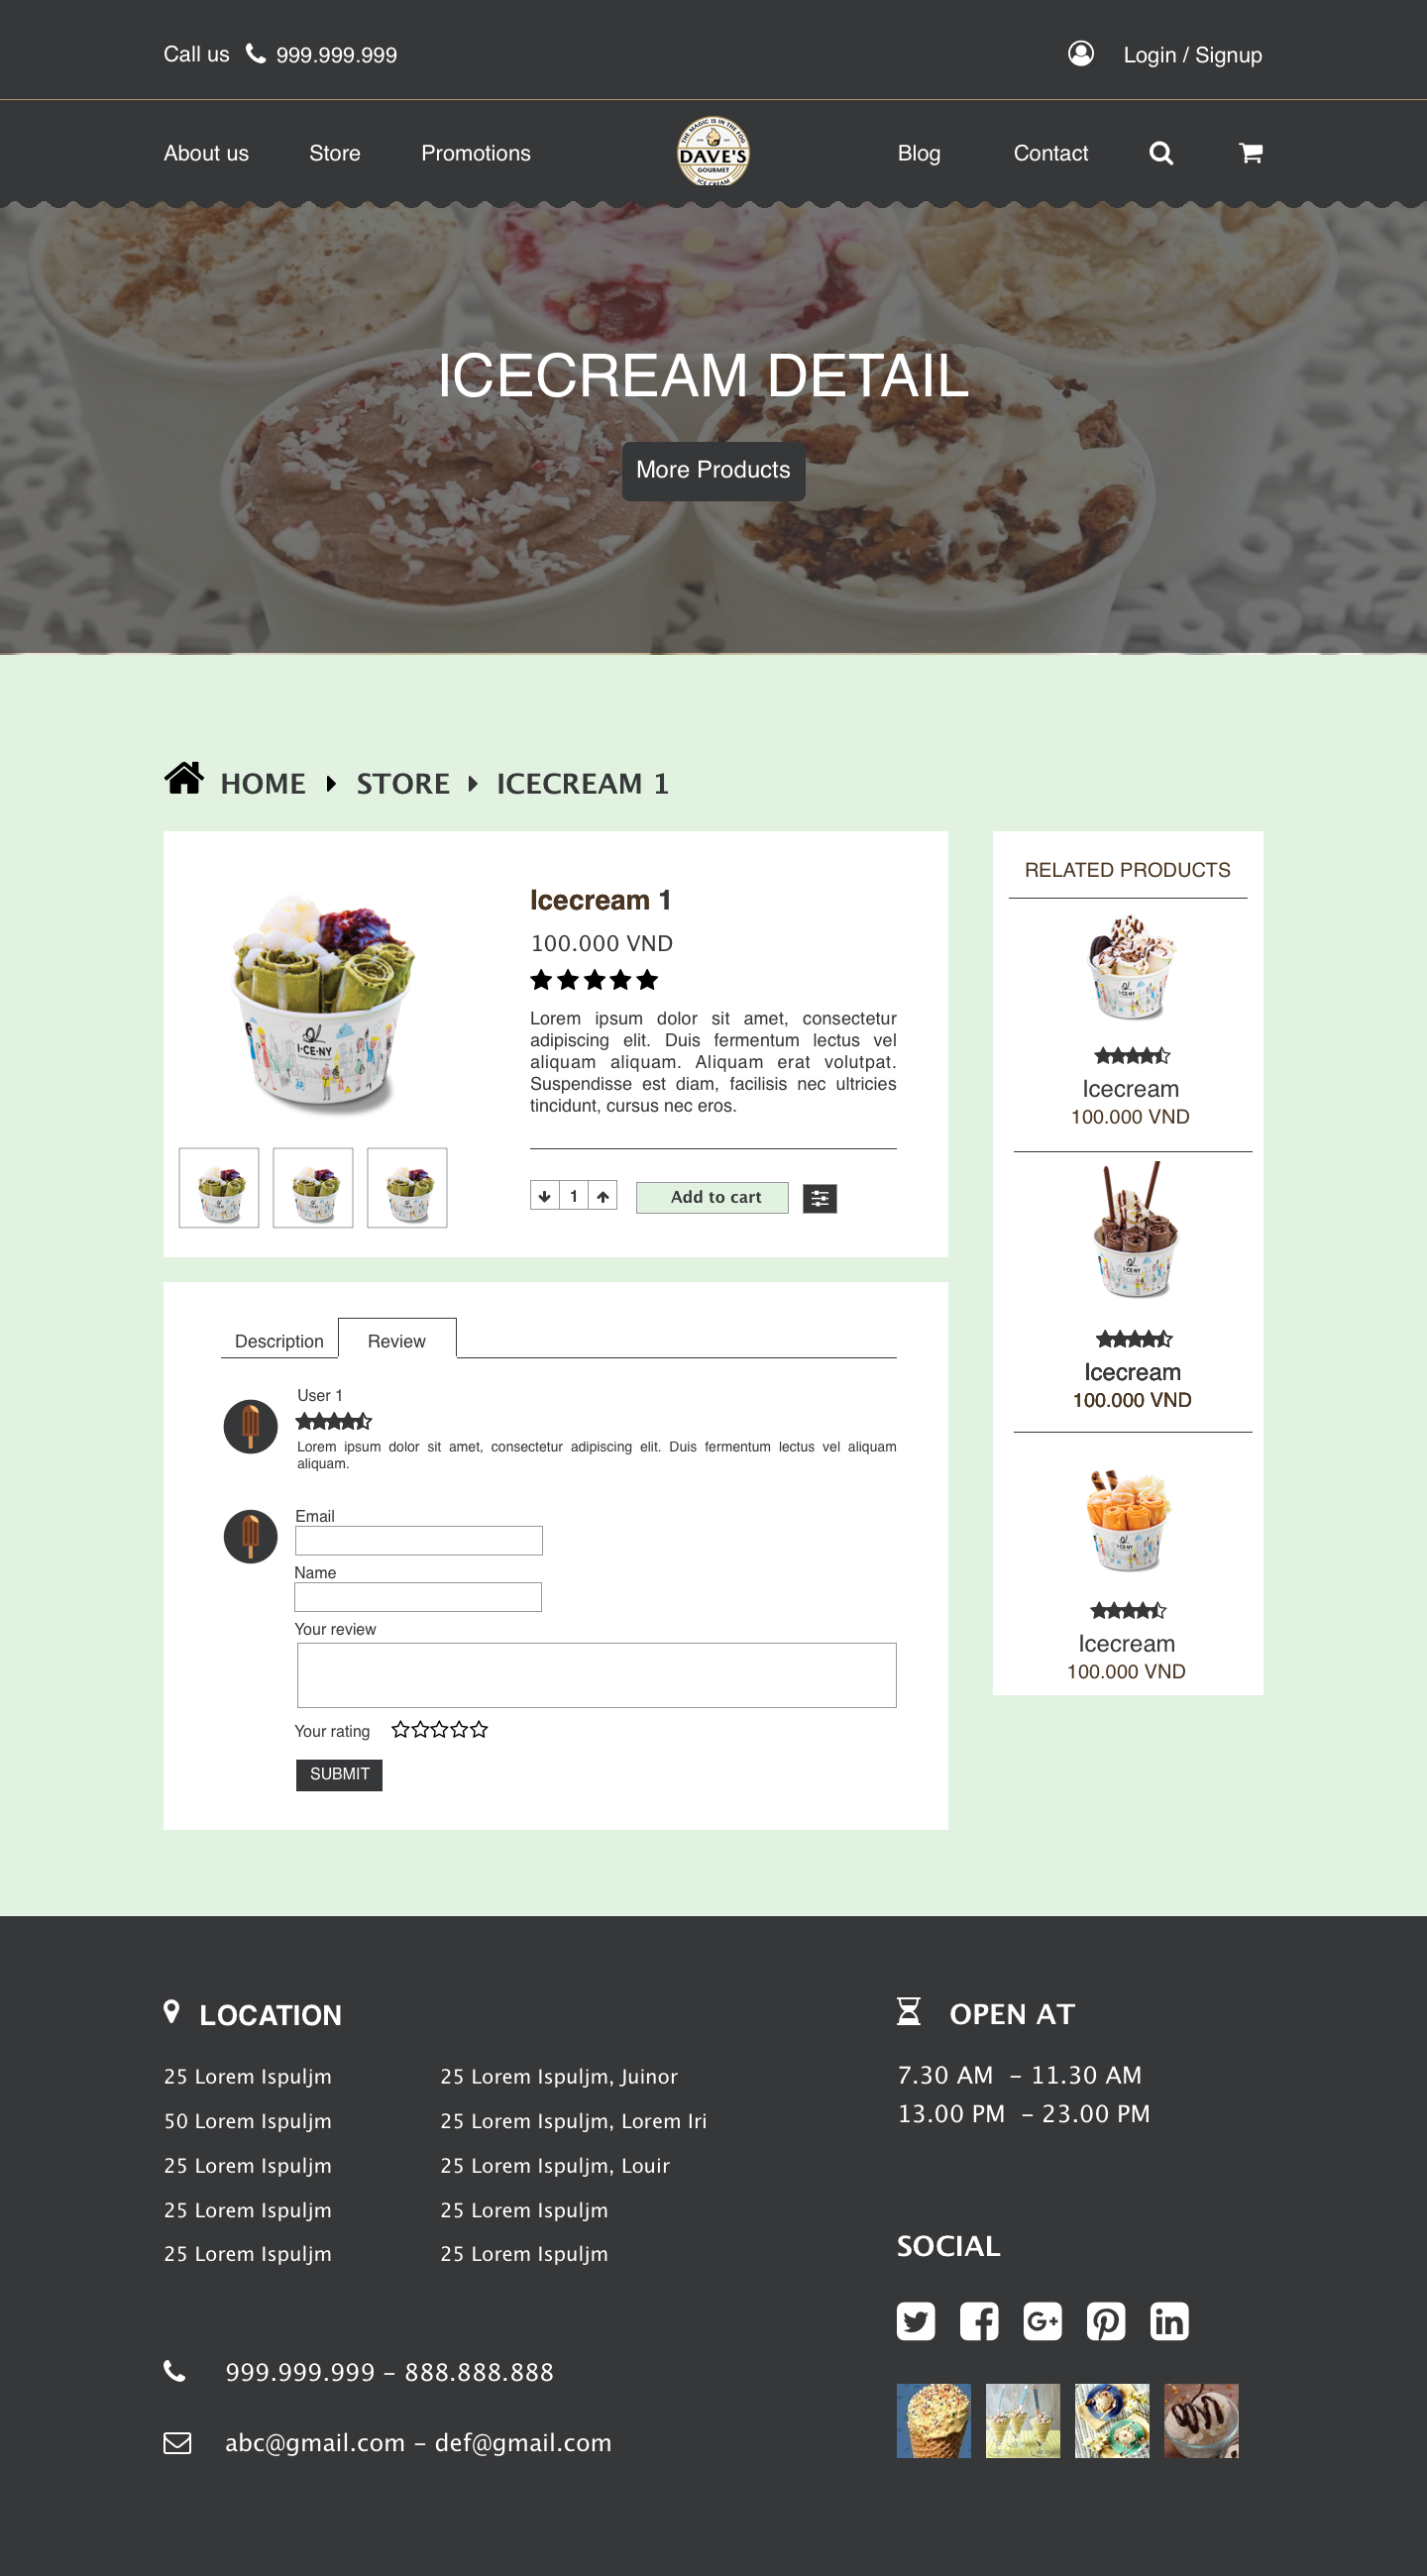 Call us 999.999.999
Login / Signup
About us Store Promotions
THE MAGIC IS IN THE FOG
DAVE'S
GOURMET
ICE CREAM
Blog Contact
ICECREAM DETAIL
More Products
HOME STORE ICECREAM 1
I·CE·NY
Icecream 1
100.000 VND
Lorem ipsum dolor sit amet, consectetur
adipiscing elit. Duis fermentum lectus vel
aliquam aliquam. Aliquam erat volutpat.
Suspendisse est diam, facilisis nec ultricies
tincidunt, cursus nec eros.
1
Add to cart
RELATED PRODUCTS
I·CE·NY
Icecream
100.000 VND
I·CE·NY
Icecream
100.000 VND
I·CE·NY
Icecream
100.000 VND
Description Review
User 1
Lorem ipsum dolor sit amet, consectetur adipiscing elit. Duis fermentum lectus vel aliquam
aliquam.
Email
Name
Your review
Your rating
SUBMIT
LOCATION
25 Lorem Ispuljm 25 Lorem Ispuljm, Juinor
50 Lorem Ispuljm 25 Lorem Ispuljm, Lorem Iri
25 Lorem Ispuljm 25 Lorem Ispuljm, Louir
25 Lorem Ispuljm 25 Lorem Ispuljm
25 Lorem Ispuljm 25 Lorem Ispuljm
999.999.999 – 888.888.888
abc@gmail.com – def@gmail.com
OPEN AT
7.30 AM – 11.30 AM
13.00 PM – 23.00 PM
SOCIAL